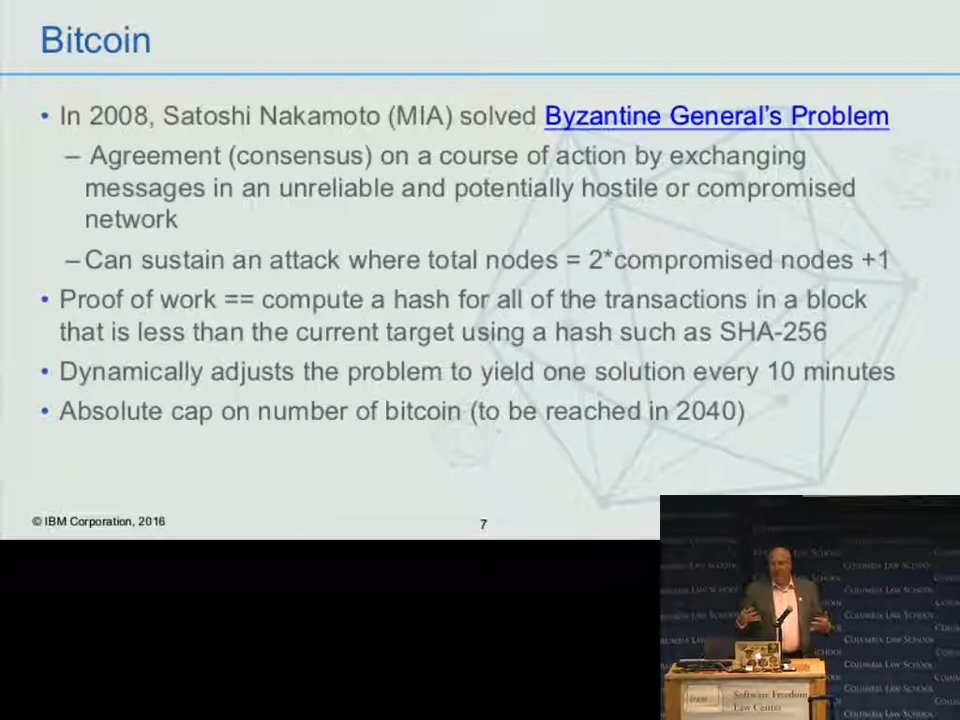 Bitcoin
• In 2008, Satoshi Nakamoto (MIA) solved Byzantine General's Problem
– Agreement (consensus) on a course of action by exchanging
messages in an unreliable and potentially hostile or compromised
network
– Can sustain an attack where total nodes = 2*compromised nodes +1
• Proof of work == compute a hash for all of the transactions in a block
that is less than the current target using a hash such as SHA-256
• Dynamically adjusts the problem to yield one solution every 10 minutes
• Absolute cap on number of bitcoin (to be reached in 2040)
© IBM Corporation, 2016
7
COLUMBIA LAW SCHOOL
Software Freedom
Law Center